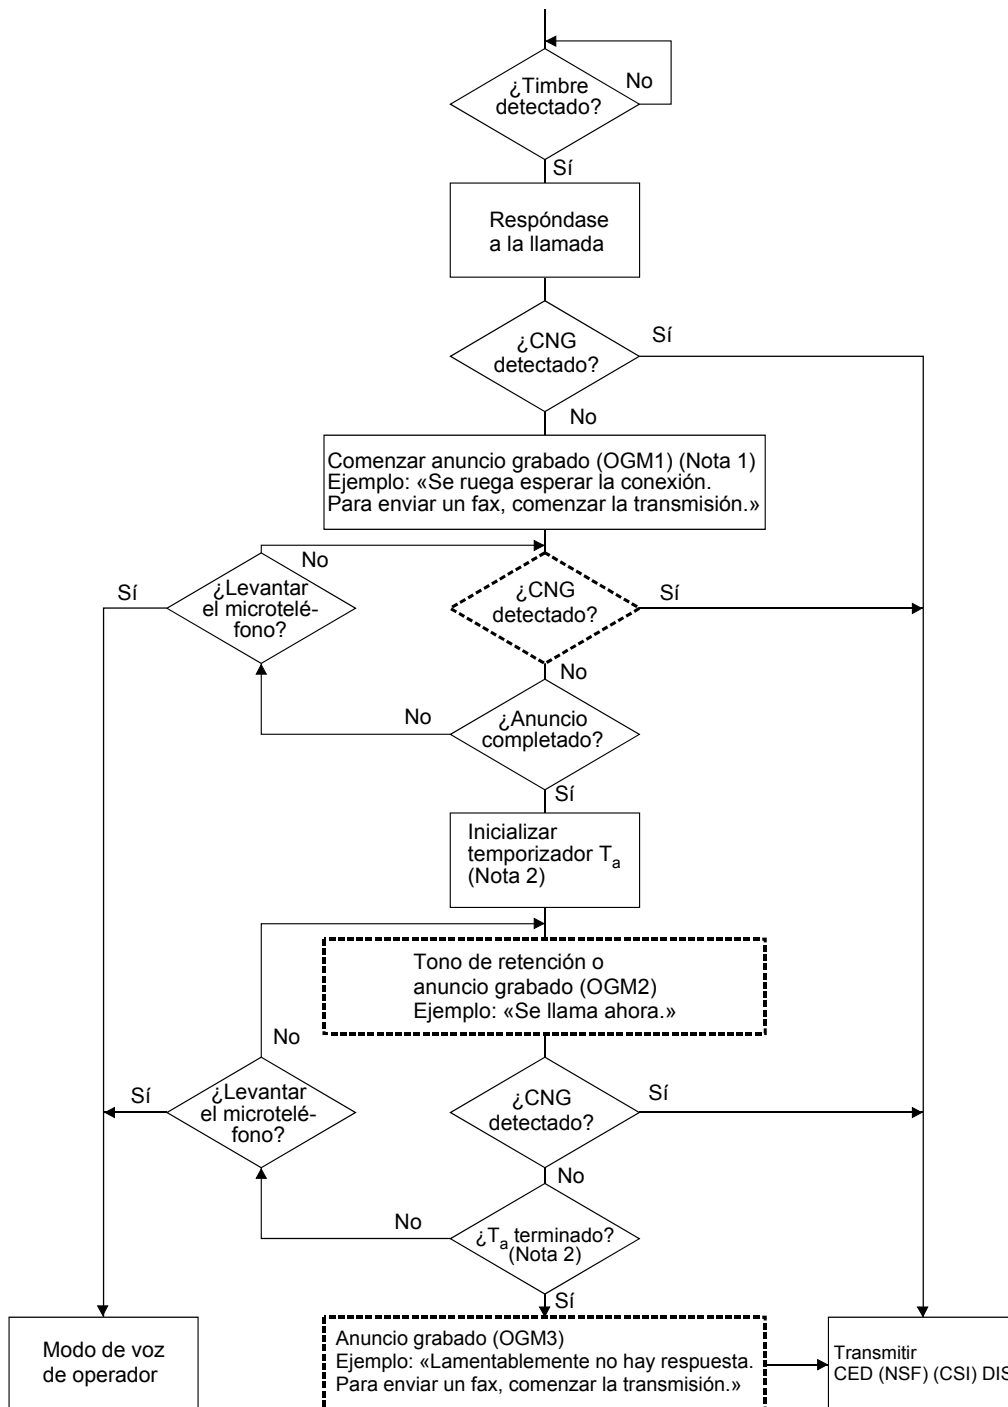 No
¿Timbre
detectado?
Sí
Respóndase
a la llamada
¿CNG
detectado?
Sí
No
Comenzar anuncio grabado (OGM1) (Nota 1)
Ejemplo: «Se ruega esperar la conexión.
Para enviar un fax, comenzar la transmisión.»
No
Sí
¿Levantar
el microtelé-
fono?
¿CNG
detectado?
Sí
No
No
¿Anuncio
completado?
Sí
Inicializar
temporizador Ta
(Nota 2)
Tono de retención o
anuncio grabado (OGM2)
Ejemplo: «Se llama ahora.»
No
Sí
¿Levantar
el microtelé-
fono?
¿CNG
detectado?
Sí
No
No
¿Ta terminado?
(Nota 2)
Sí
Modo de voz
de operador
Anuncio grabado (OGM3)
Ejemplo: «Lamentablemente no hay respuesta.
Para enviar un fax, comenzar la transmisión.»
Transmitir
CED (NSF) (CSI) DIS